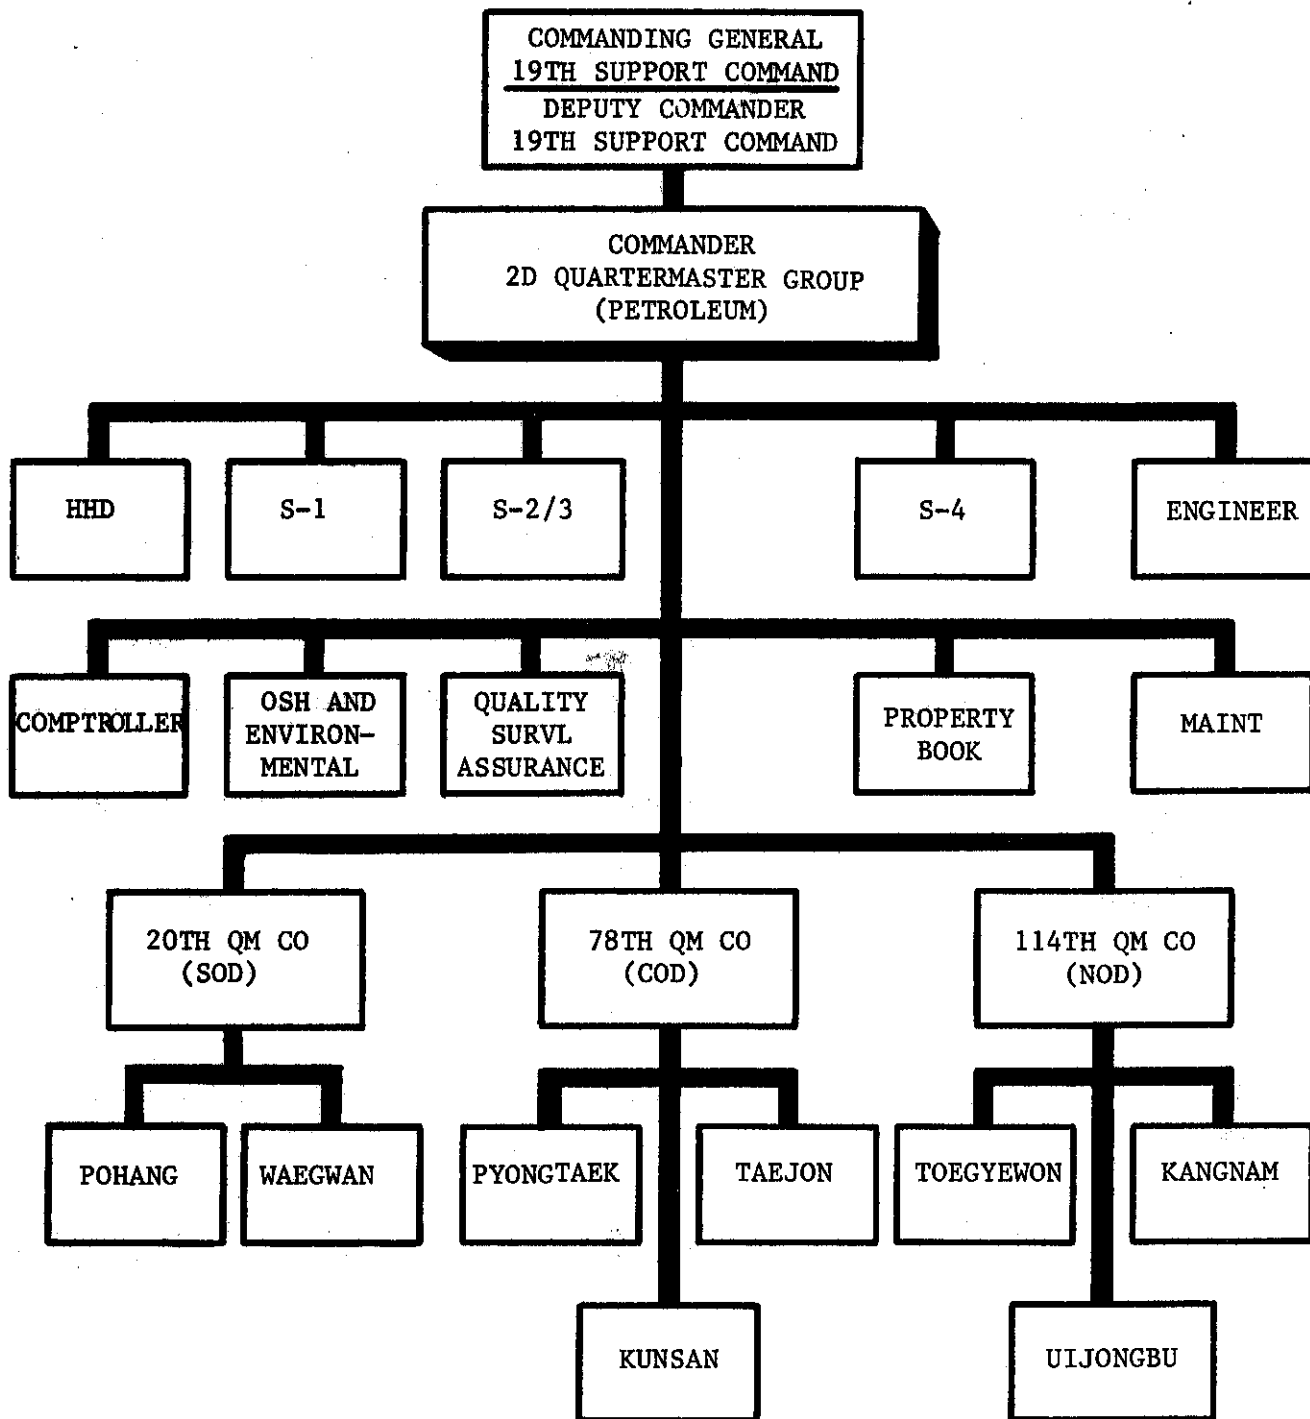 COMMANDING GENERAL
19TH SUPPORT COMMAND
DEPUTY COMMANDER
19TH SUPPORT COMMAND
COMMANDER
2D QUARTERMASTER GROUP
(PETROLEUM)
HHD
S-1
S-2/3
S-4
ENGINEER
COMPTROLLER
OSH AND
ENVIRON-
MENTAL
QUALITY
SURVL
ASSURANCE
PROPERTY
BOOK
MAINT
20TH QM CO
(SOD)
78TH QM CO
(COD)
114TH QM CO
(NOD)
POHANG
WAEGWAN
PYONGTAEK
TAEJON
TOEGYEWON
KANGNAM
KUNSAN
UIJONGBU